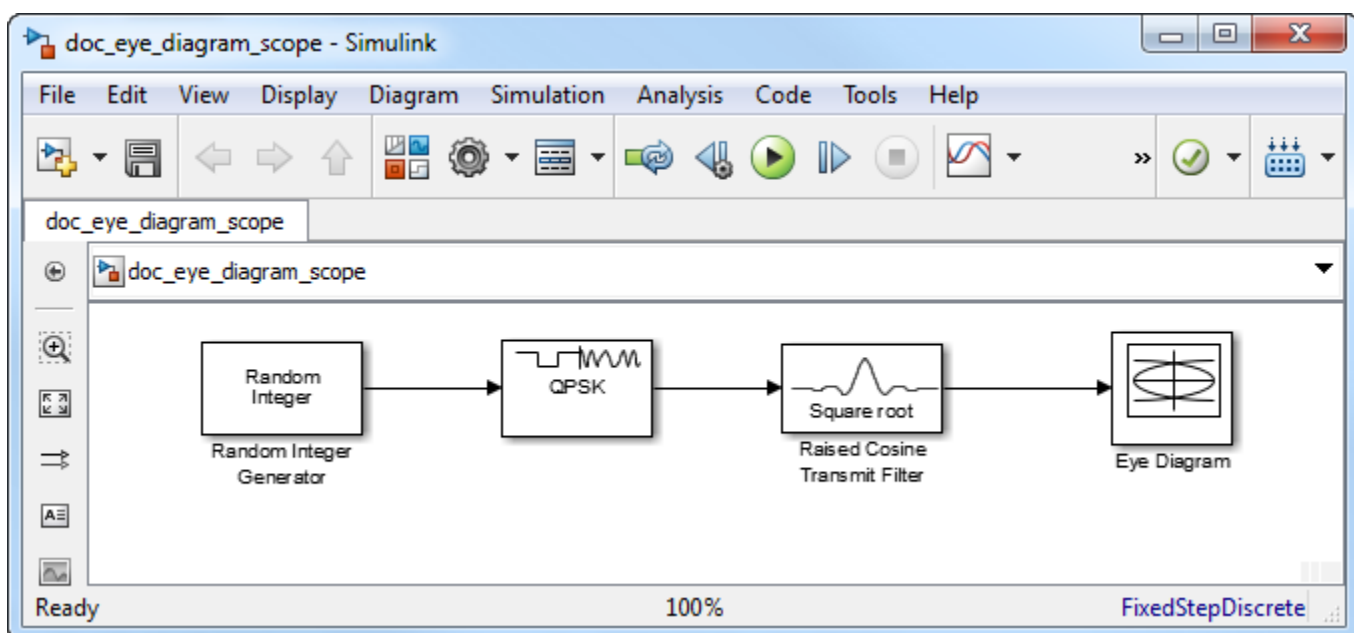 doc_eye_diagram_scope - Simulink
File Edit View Display Diagram Simulation Analysis Code Tools Help
doc_eye_diagram_scope
doc_eye_diagram_scope
Random
Integer
Random Integer
Generator
QPSK
Square root
Raised Cosine
Transmit Filter
Eye Diagram
A
Ready 100% FixedStepDiscrete